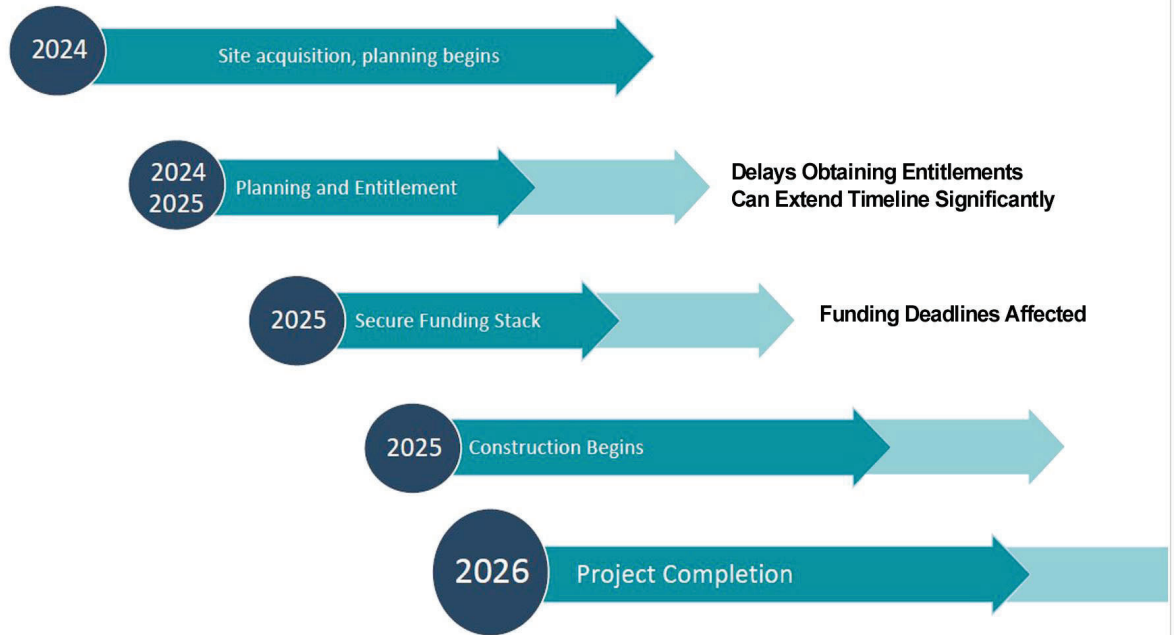 2024
Site acquisition, planning begins
2024
2025
Planning and Entitlement
Delays Obtaining Entitlements
Can Extend Timeline Significantly
2025
Secure Funding Stack
Funding Deadlines Affected
2025
Construction Begins
2026
Project Completion